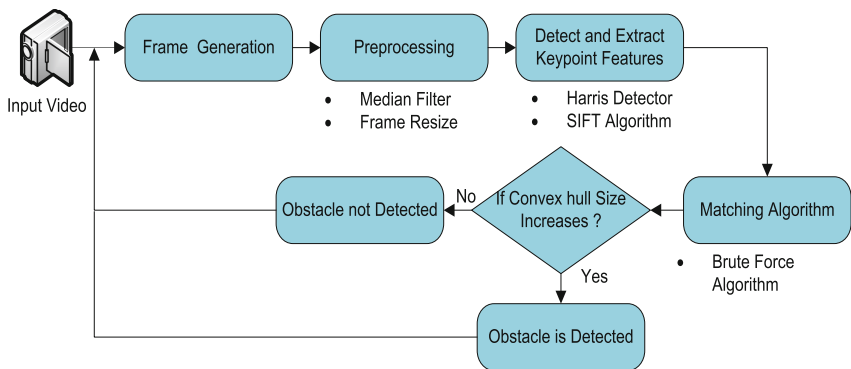 Input Video
Frame Generation
Preprocessing
• Median Filter
• Frame Resize
Detect and Extract
Keypoint Features
• Harris Detector
• SIFT Algorithm
Matching Algorithm
• Brute Force
Algorithm
If Convex hull Size
Increases ?
No
Obstacle not Detected
Yes
Obstacle is Detected